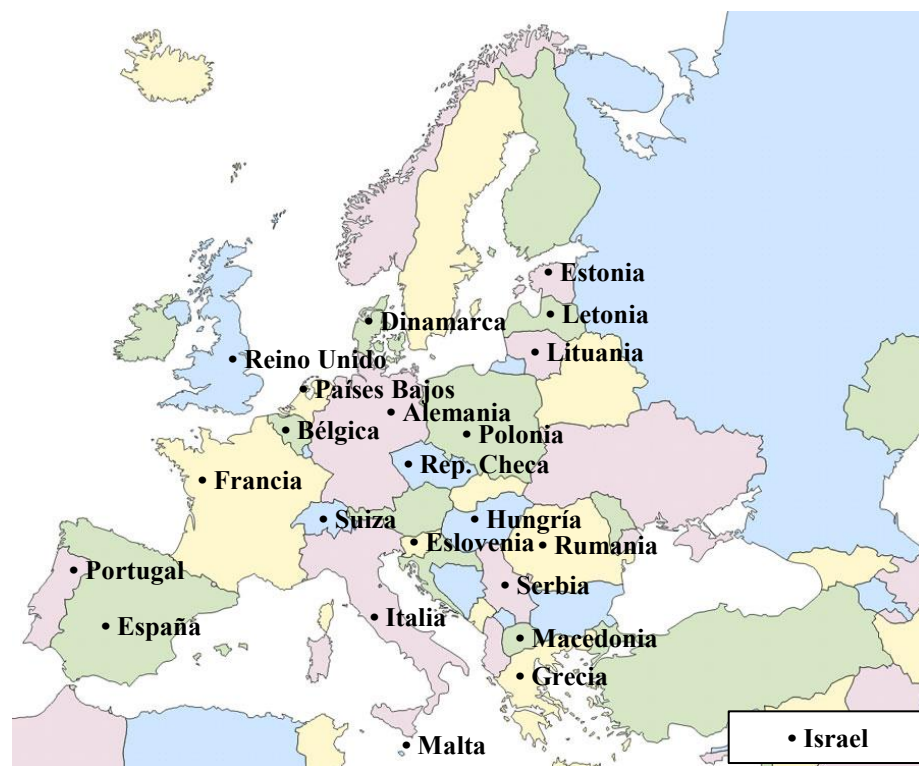 • Estonia
• Letonia
• Dinamarca
• Lituania
• Reino Unido
• Países Bajos
• Alemania
• Bélgica
• Polonia
• Rep. Checa
• Francia
• Suiza
• Hungría
• Eslovenia
• Rumania
• Portugal
• Serbia
• Italia
• España
• Macedonia
• Grecia
• Israel
• Malta